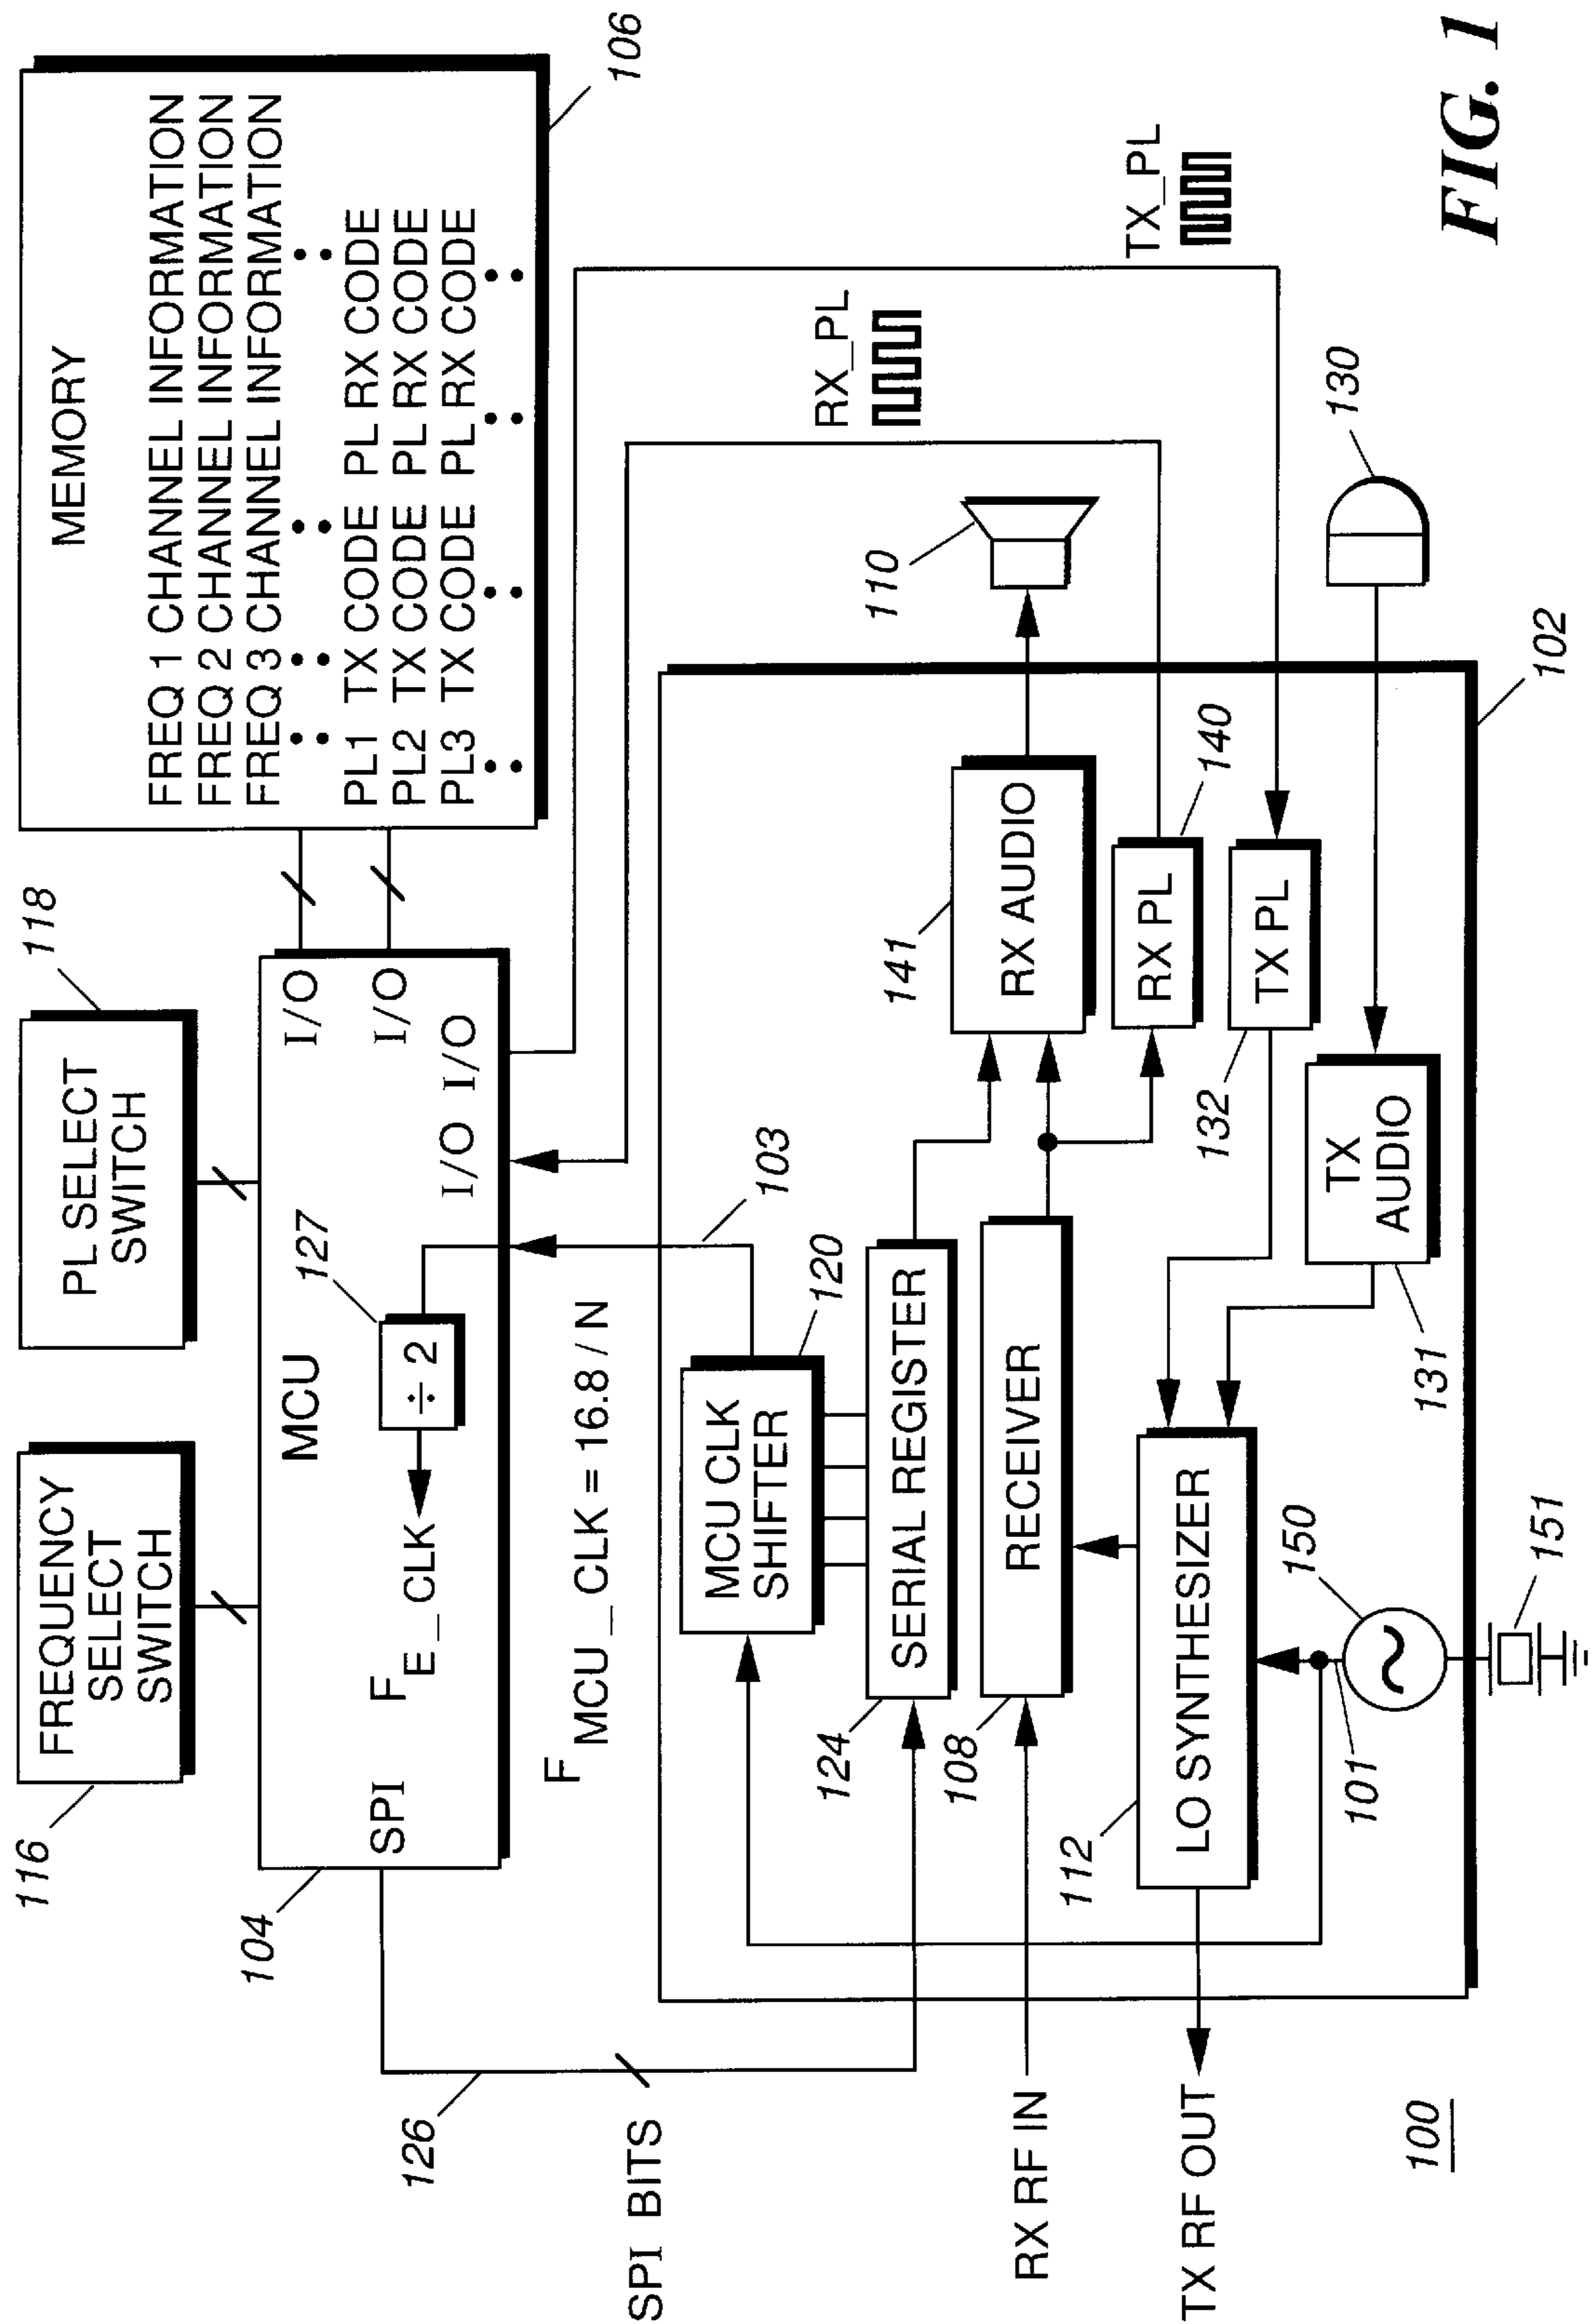 116
FREQUENCY
SELECT
SWITCH
118
PL SELECT
SWITCH
MEMORY
FREQ 1 CHANNEL INFORMATION
FREQ 2 CHANNEL INFORMATION
FREQ 3 CHANNEL INFORMATION
PL1 TX CODE PL RX CODE
PL2 TX CODE PL RX CODE
PL3 TX CODE PL RX CODE
106
104
MCU
SPI
F E_CLK
÷ 2
127
I/O
I/O
I/O I/O
126
SPI BITS
F MCU_CLK = 16.8 / N
103
MCU CLK
SHIFTER
120
124
SERIAL REGISTER
RX RF IN
108
RECEIVER
141
RX AUDIO
110
RX_PL
RX PL
140
TX_PL
TX PL
132
TX RF OUT
112
LO SYNTHESIZER
TX
AUDIO
131
130
101
150
151
102
100
FIG. 1